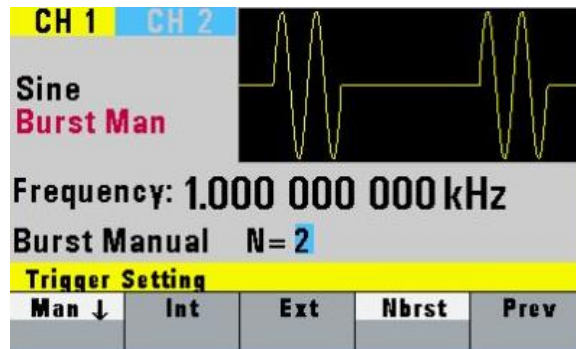 CH 1 CH 2
Sine
Burst Man
Frequency: 1.000 000 000 kHz
Burst Manual N= 2
Trigger Setting
Man ↓ Int Ext Nbrst Prev